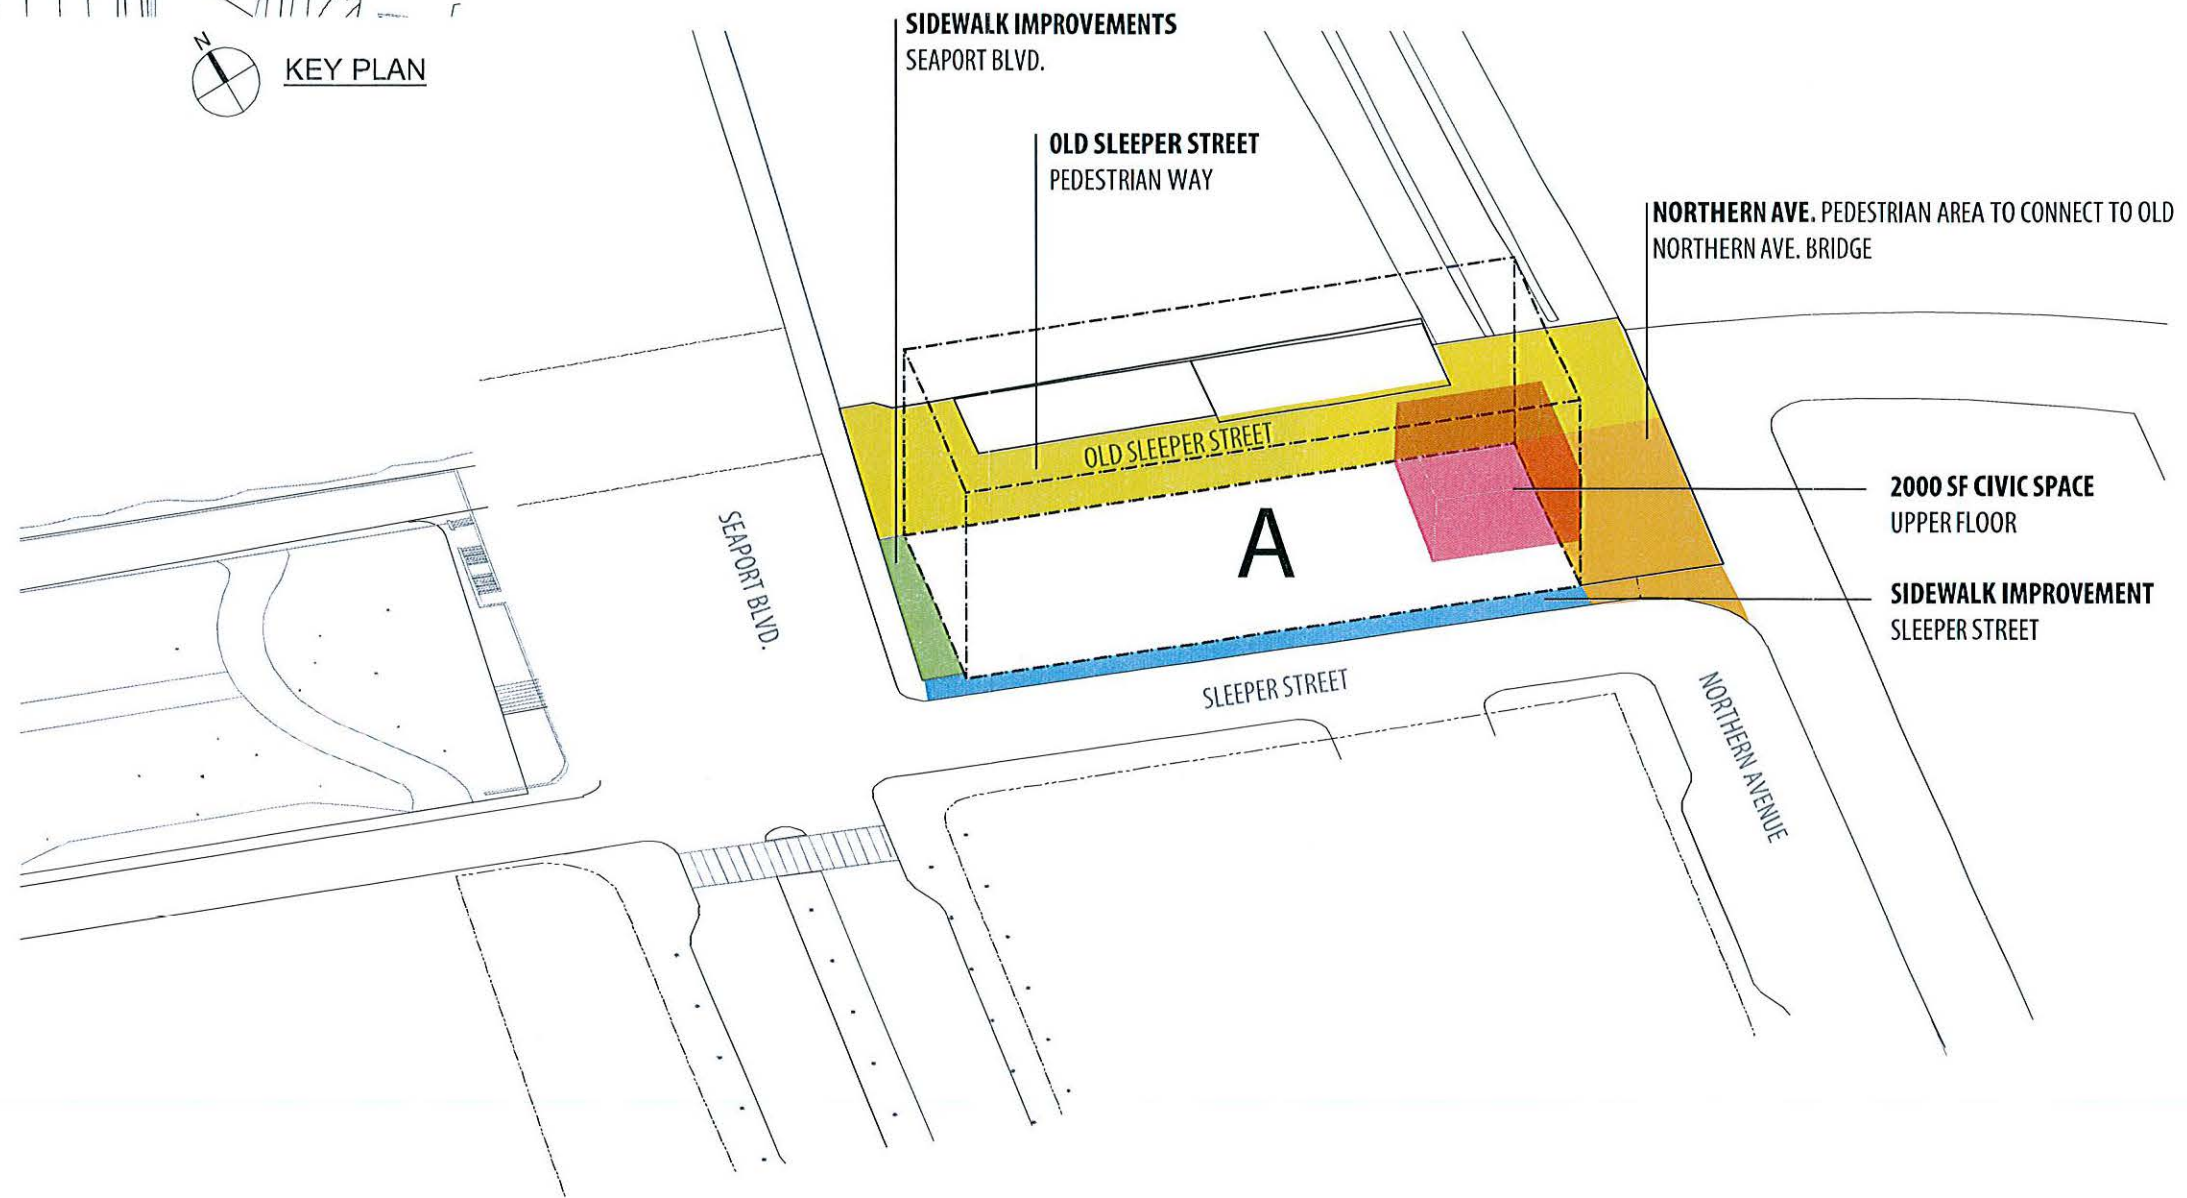 SIDEWALK IMPROVEMENTS
SEAPORT BLVD.
N
KEY PLAN
OLD SLEEPER STREET
PEDESTRIAN WAY
NORTHERN AVE. PEDESTRIAN AREA TO CONNECT TO OLD
NORTHERN AVE. BRIDGE
OLD SLEEPER STREET
2000 SF CIVIC SPACE
UPPER FLOOR
A
SEAPORT BLVD.
SIDEWALK IMPROVEMENT
SLEEPER STREET
SLEEPER STREET
NORTHERN AVENUE